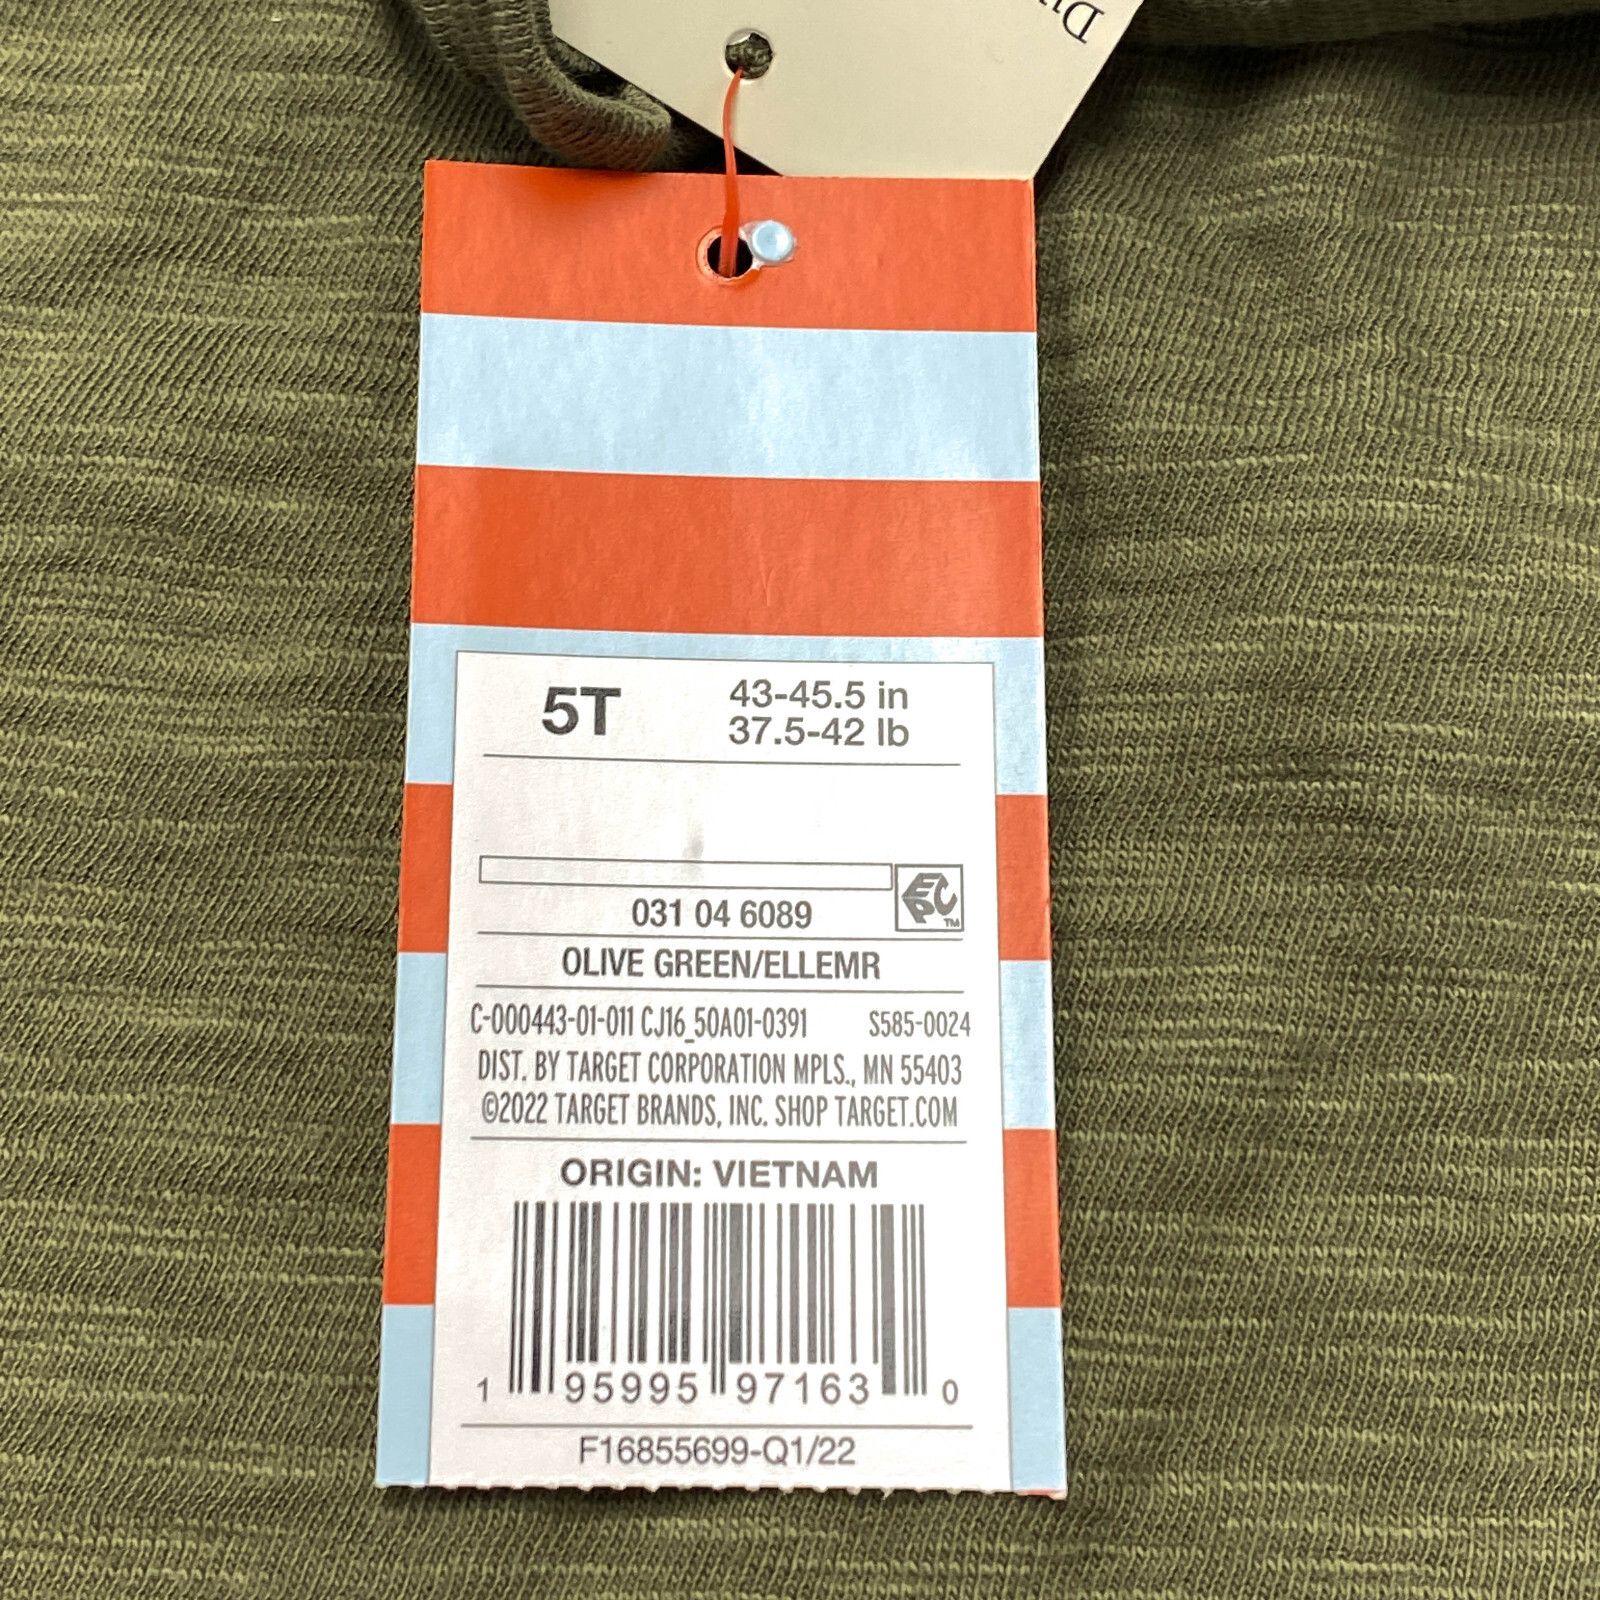 5T
43-45.5 in
37.5-42 lb
EPC™
031 04 6089
OLIVE GREEN/ELLEMR
C-000443-01-011 CJ16_50A01-0391 S585-0024
DIST. BY TARGET CORPORATION MPLS., MN 55403
©2022 TARGET BRANDS, INC. SHOP TARGET.COM
ORIGIN: VIETNAM
1 95995 97163 0
F16855699-Q1/22